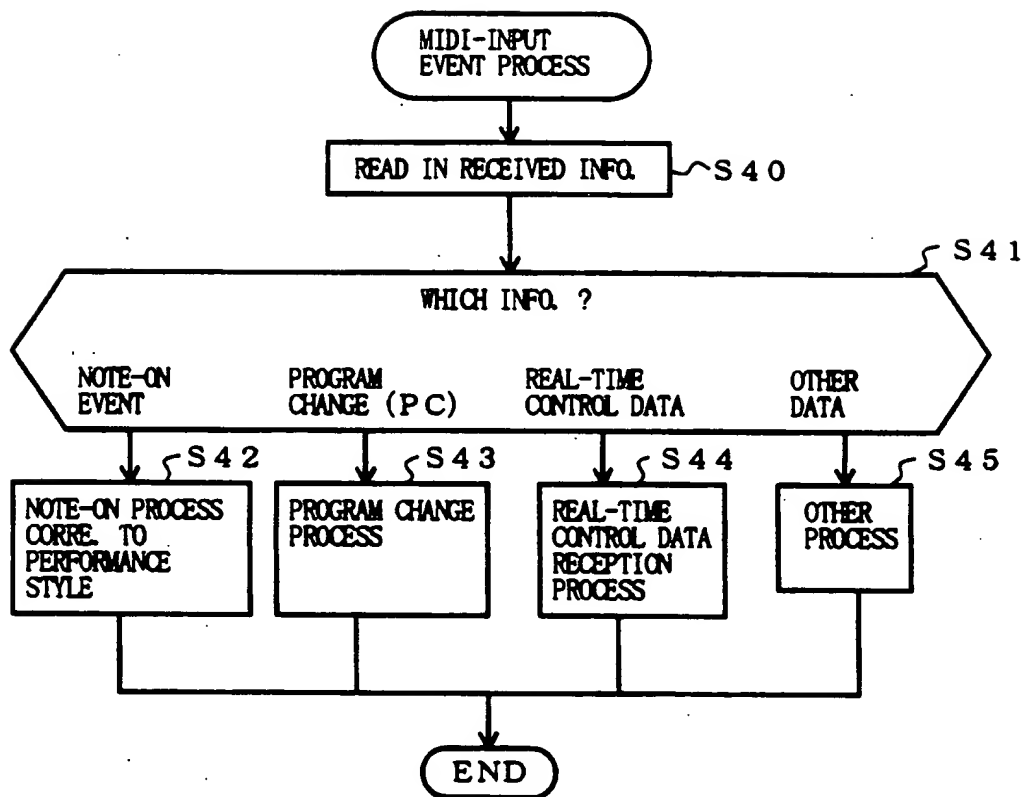 MIDI-INPUT
EVENT PROCESS
READ IN RECEIVED INFO.
S40
S41
WHICH INFO. ?
NOTE-ON
EVENT
PROGRAM
CHANGE (PC)
REAL-TIME
CONTROL DATA
OTHER
DATA
S42
NOTE-ON PROCESS
CORRE. TO
PERFORMANCE
STYLE
S43
PROGRAM CHANGE
PROCESS
S44
REAL-TIME
CONTROL DATA
RECEPTION
PROCESS
S45
OTHER
PROCESS
END